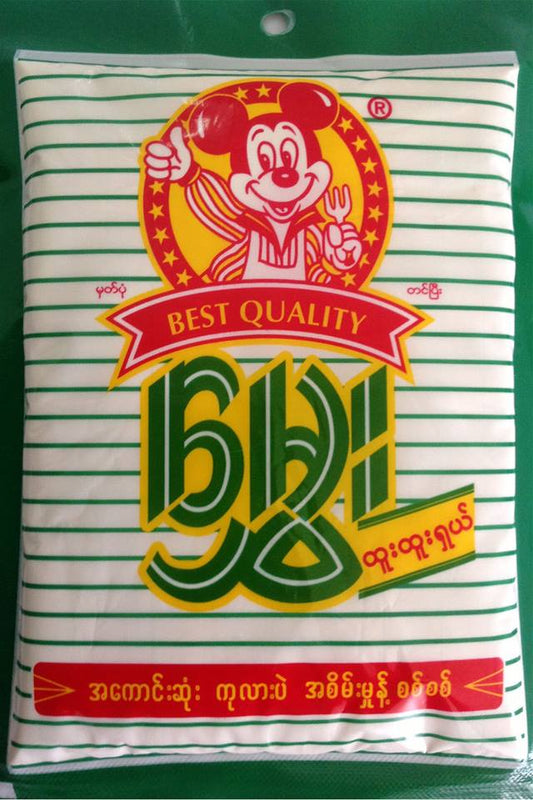 ®
မှတ်ပုံ တင်ပြီး
BEST QUALITY
မွှေး
ထူးထူးရှယ်
အကောင်းဆုံး ကုလားပဲ အစိမ်းမှုန့် စစ်စစ်